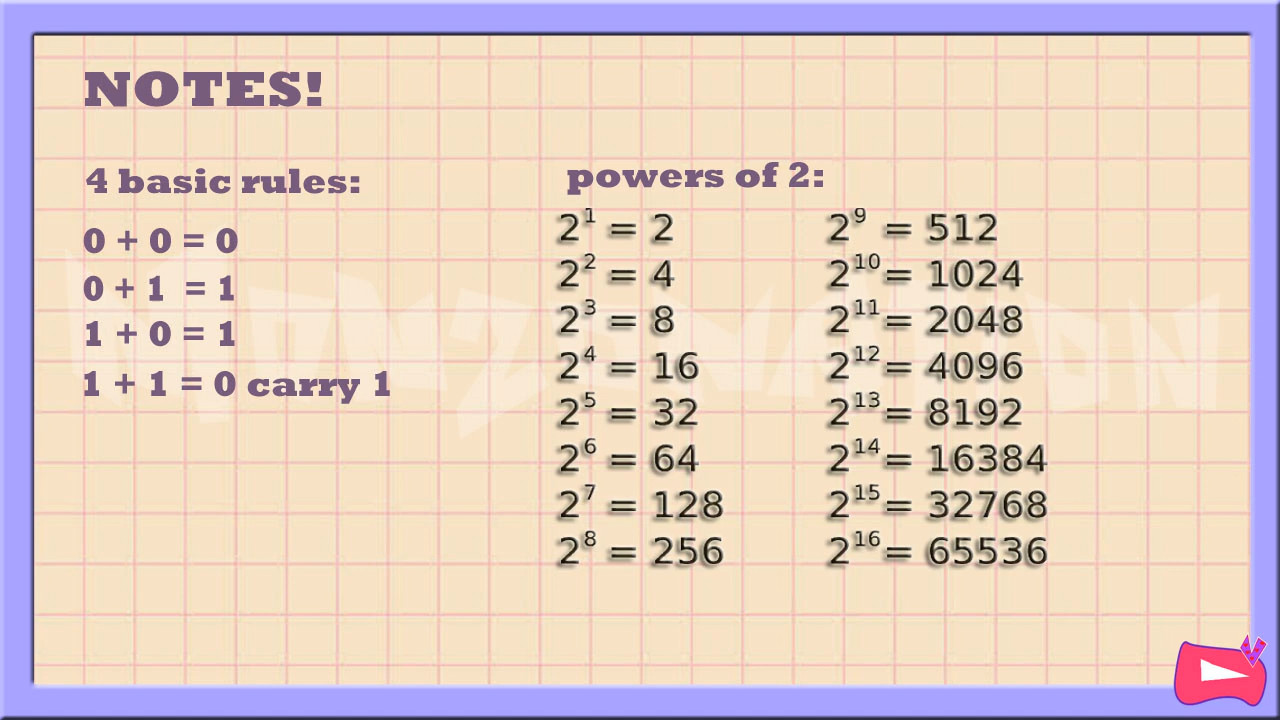 NOTES!
4 basic rules:
0 + 0 = 0
0 + 1 = 1
1 + 0 = 1
1 + 1 = 0 carry 1
powers of 2:
2¹ = 2
2² = 4
2³ = 8
2⁴ = 16
2⁵ = 32
2⁶ = 64
2⁷ = 128
2⁸ = 256
2⁹ = 512
2¹⁰ = 1024
2¹¹ = 2048
2¹² = 4096
2¹³ = 8192
2¹⁴ = 16384
2¹⁵ = 32768
2¹⁶ = 65536